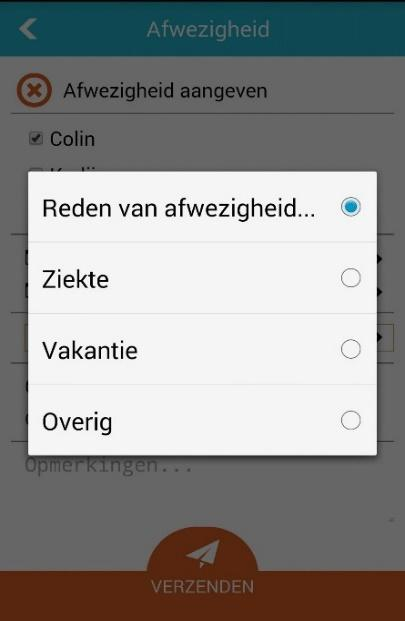 Afwezigheid
Afwezigheid aangeven
Colin
Reden van afwezigheid...
Ziekte
Vakantie
Overig
Opmerkingen...
VERZENDEN